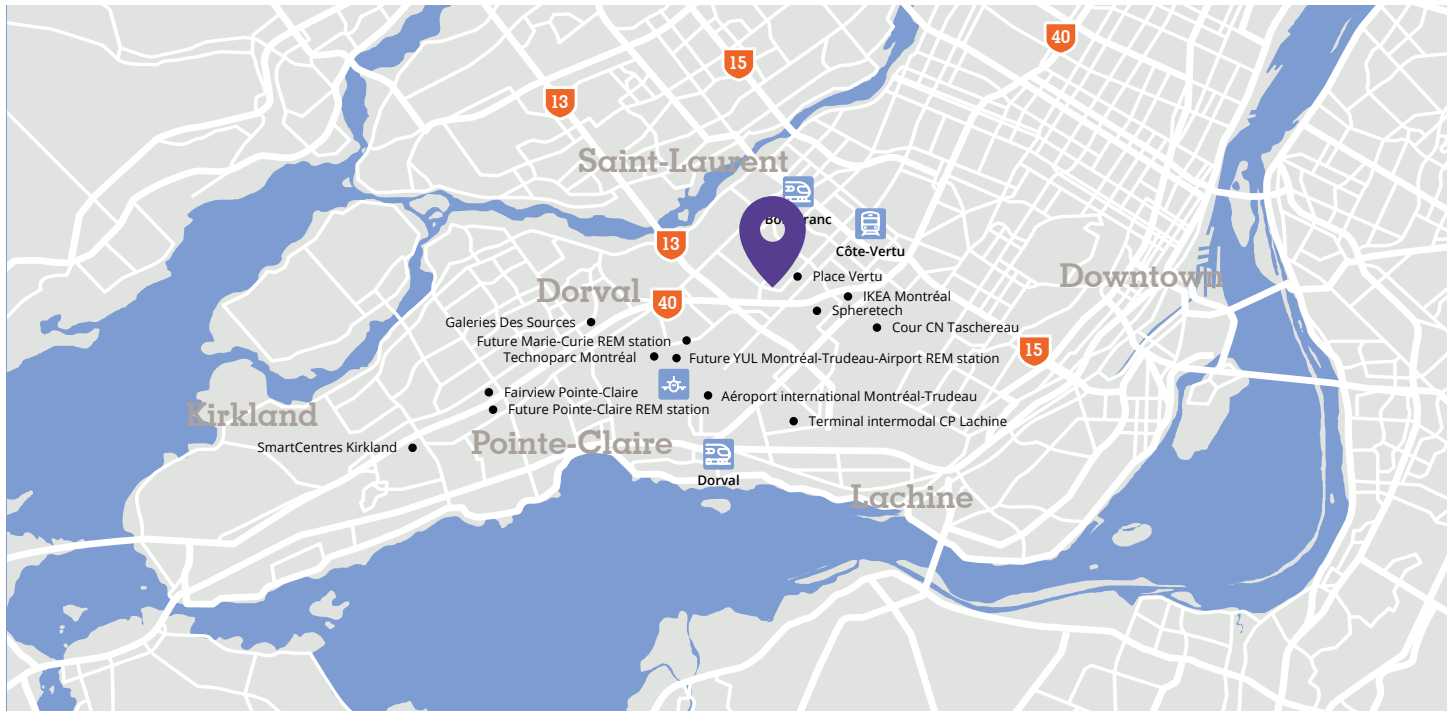 40
15
13
Saint-Laurent
Côte-Vertu
13
Place Vertu
Downtown
Dorval
IKEA Montréal
40
Spheretech
Galeries Des Sources
Cour CN Taschereau
Future Marie-Curie REM station
15
Technoparc Montréal
Future YUL Montréal-Trudeau-Airport REM station
Fairview Pointe-Claire
Aéroport international Montréal-Trudeau
Future Pointe-Claire REM station
Kirkland
Terminal intermodal CP Lachine
Pointe-Claire
SmartCentres Kirkland
Dorval
Lachine